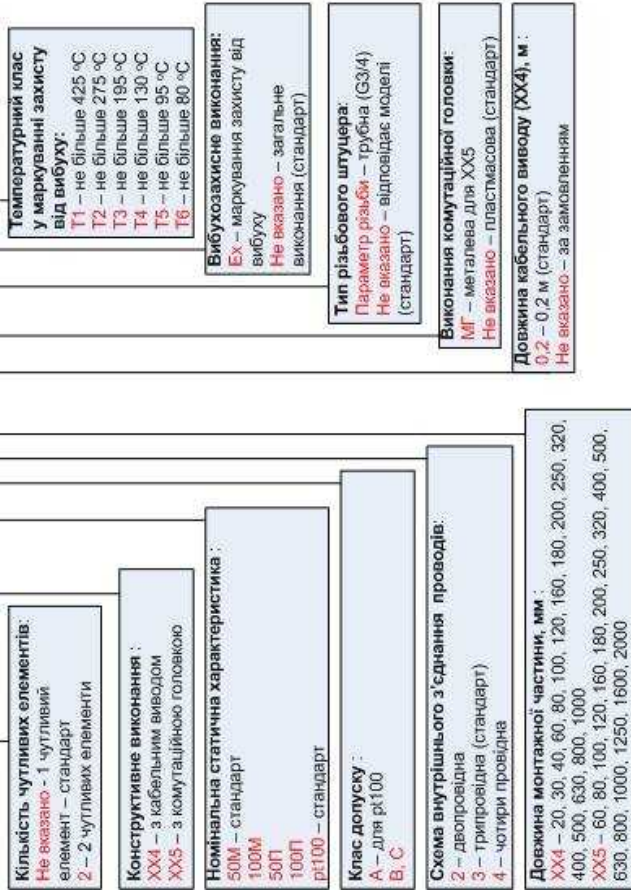 Кількість чутливих елементів:
Не вказано - 1 чутливий
елемент – стандарт
2 – 2 чутливих елементи
Конструктивне виконання :
ХХ4 – з кабельним виводом
ХХ5 – з комутаційною головкою
Номінальна статична характеристика :
50М – стандарт
100М
50П
100П
pt100 – стандарт
Клас допуску :
А – для pt100
В, С
Схема внутрішнього з'єднання проводів:
2 – двопровідна
3 – трипровідна (стандарт)
4 – чотири провідна
Довжина монтажної частини, мм :
ХХ4 – 20, 30, 40, 60, 80, 100, 120, 160, 180, 200, 250, 320,
400, 500, 630, 800, 1000
ХХ5 – 60, 80, 100, 120, 160, 180, 200, 250, 320, 400, 500,
630, 800, 1000, 1250, 1600, 2000
Температурний клас
у маркуванні захисту
від вибуху:
Т1 – не більше 425 ºС
Т2 – не більше 275 ºС
Т3 – не більше 195 ºС
Т4 – не більше 130 ºС
Т5 – не більше 95 ºС
Т6 – не більше 80 ºС
Вибухозахисне виконання:
Ех – маркування захисту від
вибуху
Не вказано – загальне
виконання (стандарт)
Тип різьбового штуцера:
Параметр різьби – трубна (G3/4)
Не вказано – відповідає моделі
(стандарт)
Виконання комутаційної головки:
МГ – металева для ХХ5
Не вказано – пластмасова (стандарт)
Довжина кабельного виводу (ХХ4), м :
0,2 – 0,2 м (стандарт)
Не вказано – за замовленням